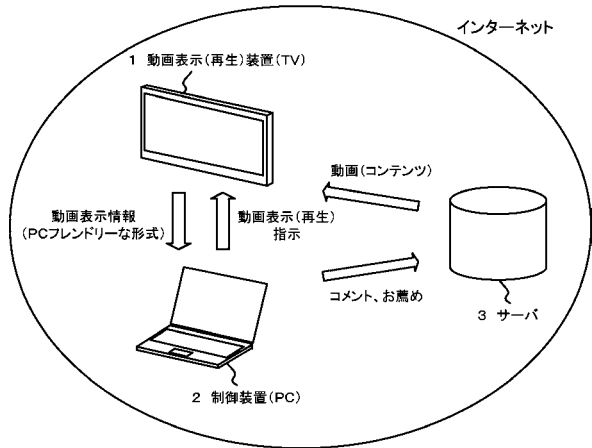 インターネット
1 動画表示(再生)装置(TV)
動画(コンテンツ)
動画表示情報
(PCフレンドリーな形式)
動画表示(再生)
指示
コメント、お薦め
3 サーバ
2 制御装置(PC)